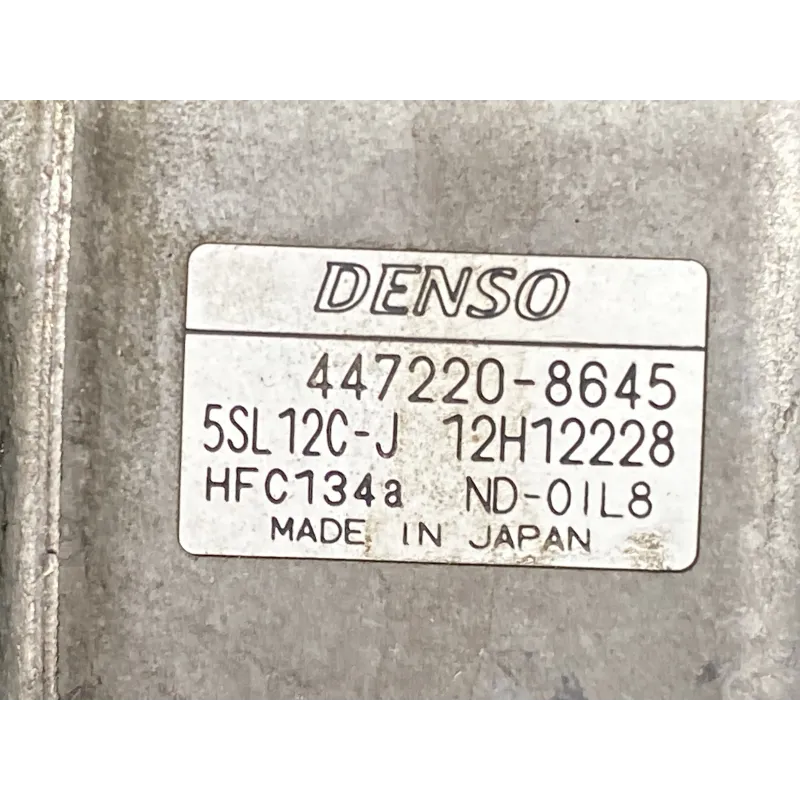 DENSO
447220-8645
5SL12C-J 12H12228
HFC134a ND-OIL8
MADE IN JAPAN